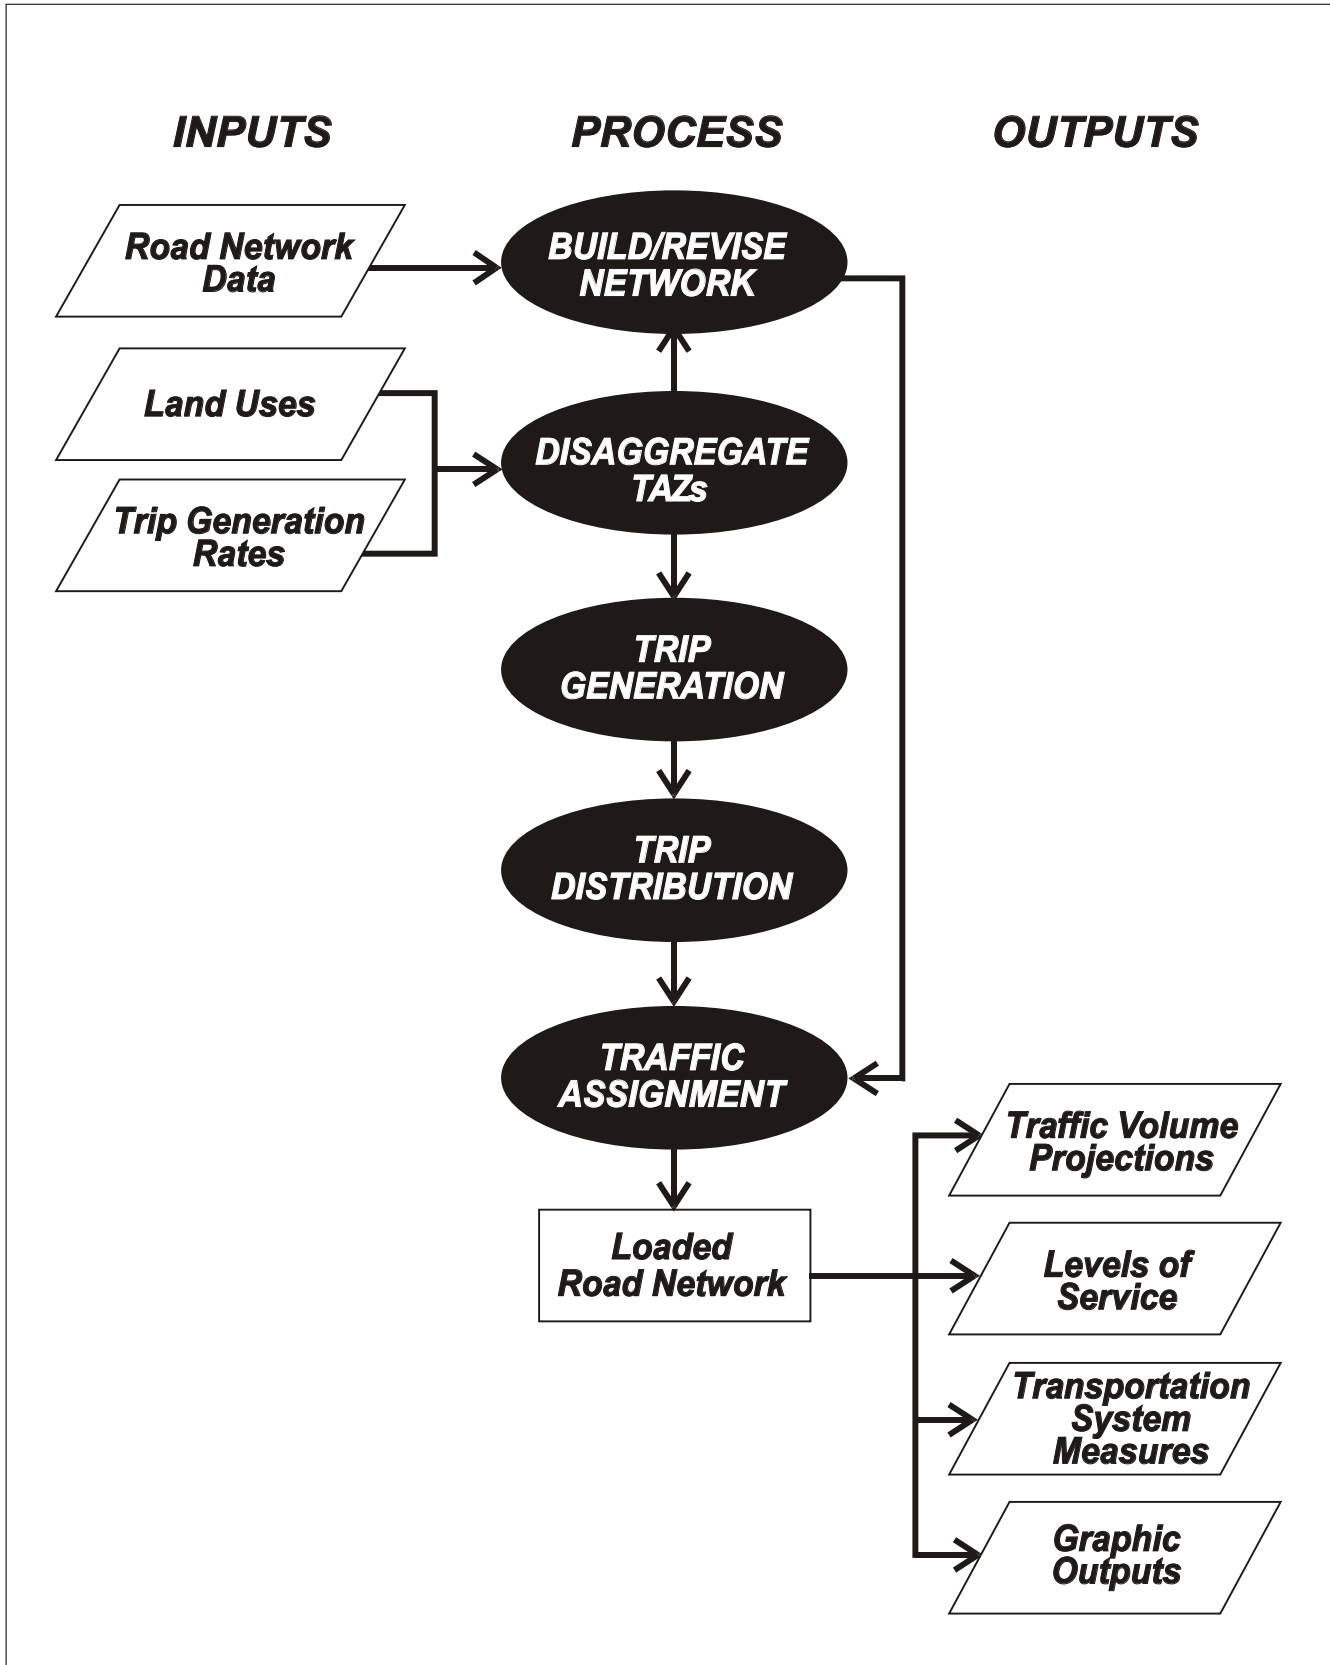 INPUTS
PROCESS
OUTPUTS
Road Network
Data
BUILD/REVISE
NETWORK
Land Uses
DISAGGREGATE
TAZs
Trip Generation
Rates
TRIP
GENERATION
TRIP
DISTRIBUTION
TRAFFIC
ASSIGNMENT
Loaded
Road Network
Traffic Volume
Projections
Levels of
Service
Transportation
System
Measures
Graphic
Outputs